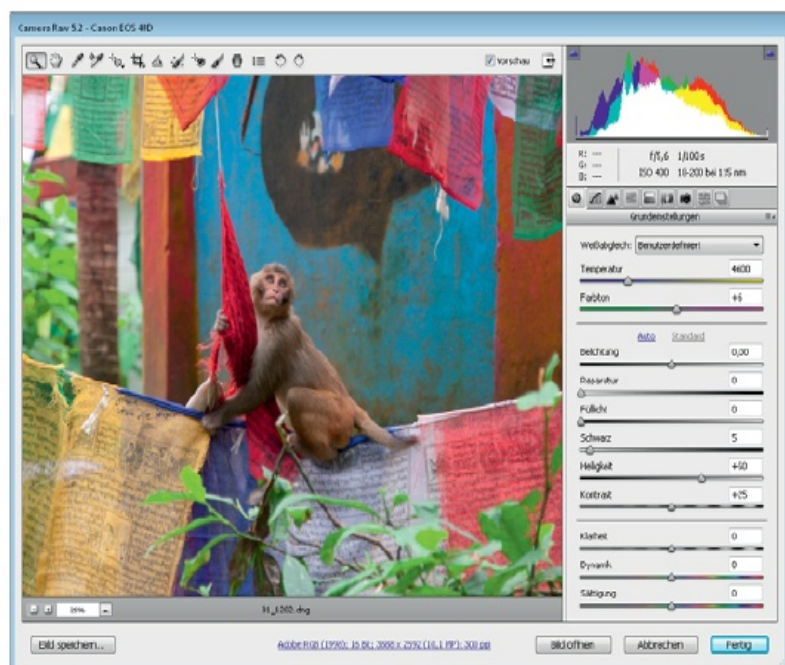 Camera Raw 5.2 - Canon EOS 40D
Vorschau
R: ---
G: ---
B: ---
f/5,6 1/100 s
ISO 400 18-200 bei 115 mm
Grundeinstellungen
Weißabgleich: Benutzerdefiniert
Temperatur 4600
Farbton +6
Auto Standard
Belichtung 0,00
Reparatur 0
Fülllicht 0
Schwarz 5
Helligkeit +50
Kontrast +25
Klarheit 0
Dynamik 0
Sättigung 0
Bild speichern...
Adobe RGB (1998); 16 Bit; 3888 x 2592 (10,1 MP); 300 ppi
Bild öffnen
Abbrechen
Fertig